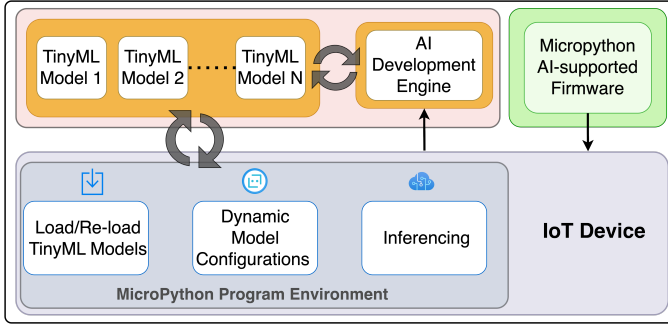 TinyML
Model 1
TinyML
Model 2
TinyML
Model N
AI
Development
Engine
Micropython
AI-supported
Firmware
Load/Re-load
TinyML Models
Dynamic
Model
Configurations
Inferencing
IoT Device
MicroPython Program Environment